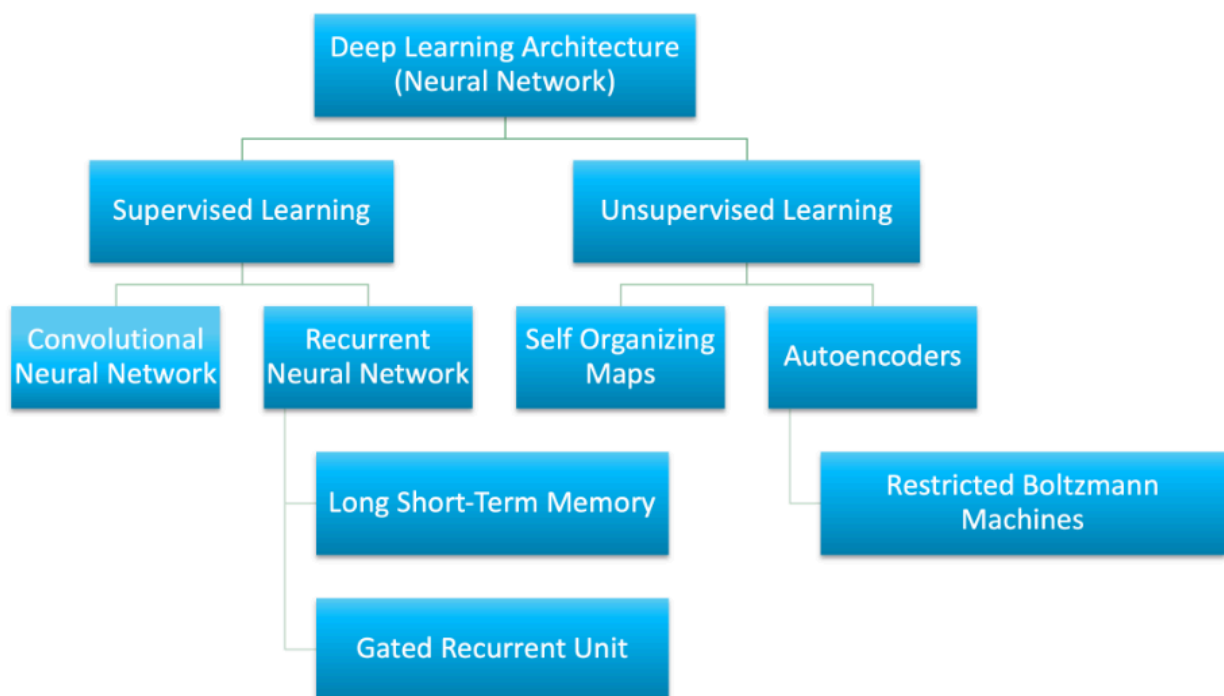 Deep Learning Architecture
(Neural Network)
Supervised Learning
Unsupervised Learning
Convolutional
Neural Network
Recurrent
Neural Network
Self Organizing
Maps
Autoencoders
Long Short-Term Memory
Restricted Boltzmann
Machines
Gated Recurrent Unit